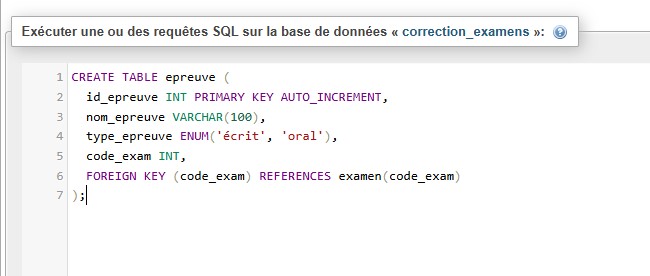 Exécuter une ou des requêtes SQL sur la base de données « correction_examens »:
1 CREATE TABLE epreuve (
2 id_epreuve INT PRIMARY KEY AUTO_INCREMENT,
3 nom_epreuve VARCHAR(100),
4 type_epreuve ENUM('écrit', 'oral'),
5 code_exam INT,
6 FOREIGN KEY (code_exam) REFERENCES examen(code_exam)
7 );